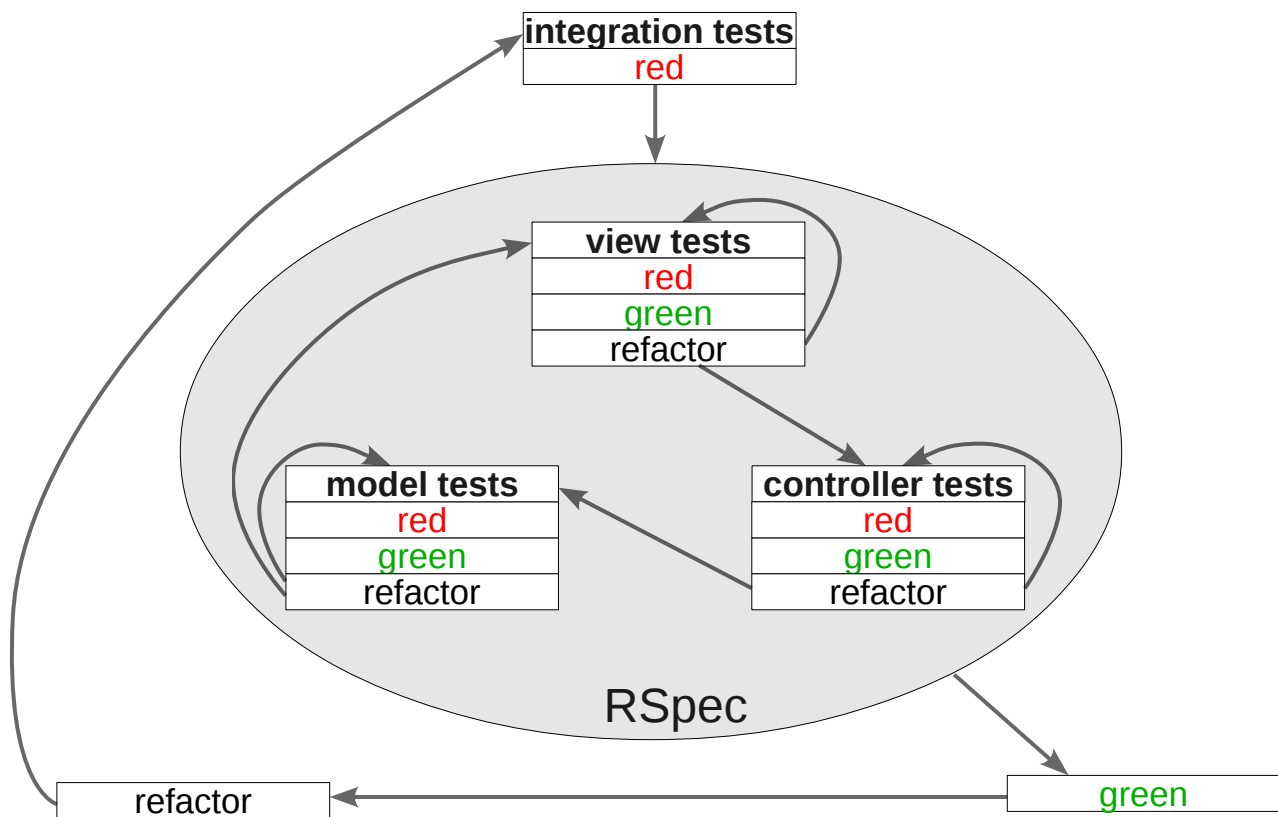 integration tests
red
view tests
red
green
refactor
model tests
red
green
refactor
controller tests
red
green
refactor
RSpec
refactor
green